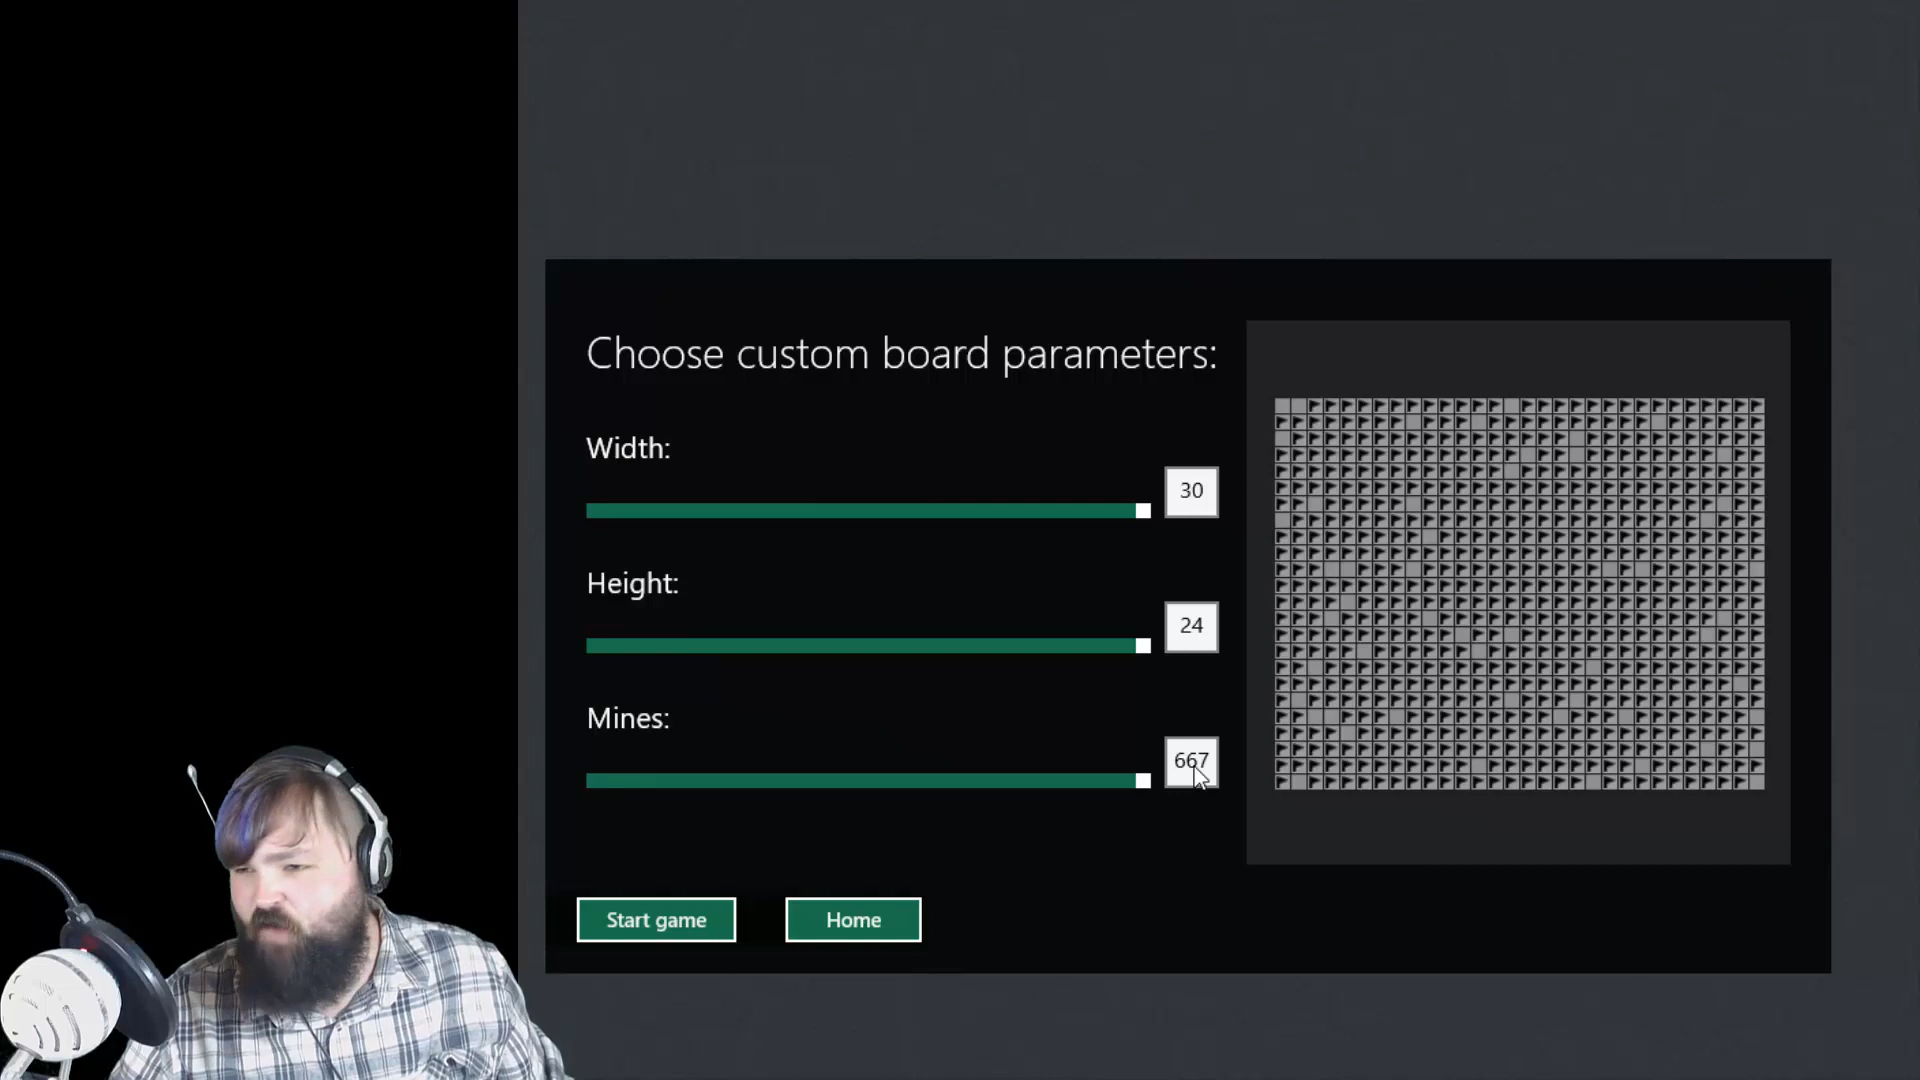 Choose custom board parameters:
Width:
30
Height:
24
Mines:
667
Start game
Home